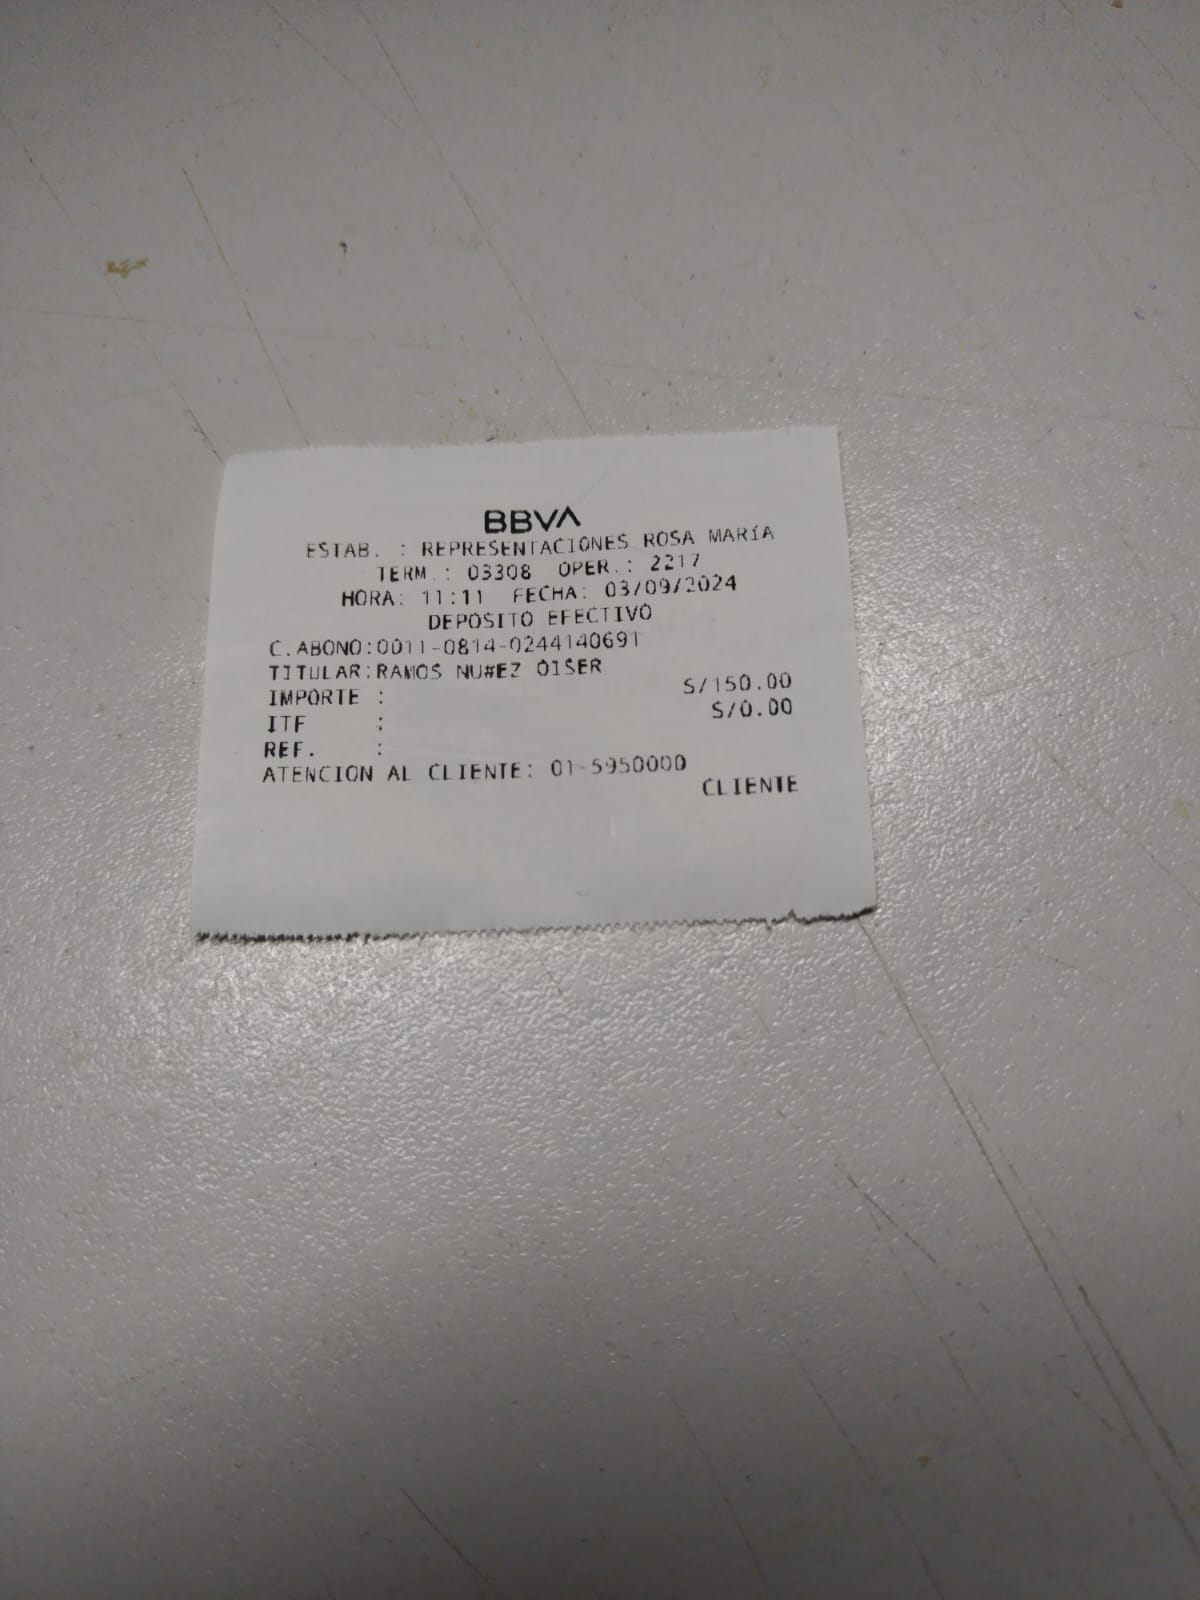 BBVA
ESTAB. : REPRESENTACIONES ROSA MARÍA
TERM.: 03308 OPER.: 2217
HORA: 11:11 FECHA: 03/09/2024
DEPOSITO EFECTIVO
C.ABONO:0011-0814-0244140691
TITULAR:RAMOS NU#EZ OISER
IMPORTE : S/150.00
ITF : S/0.00
REF. :
ATENCION AL CLIENTE: 01-5950000
CLIENTE